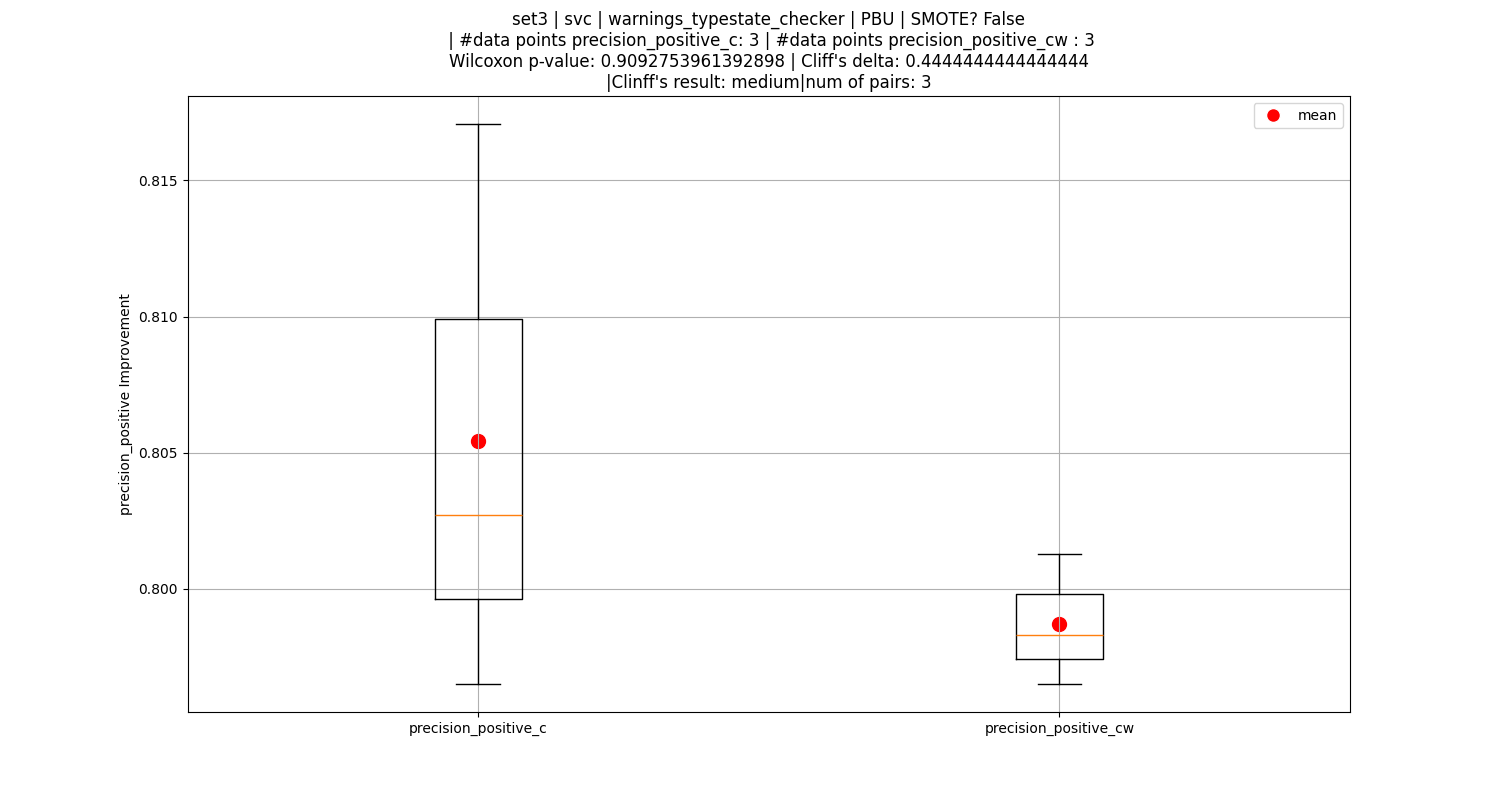 set3 | svc | warnings_typestate_checker | PBU | SMOTE? False
| #data points precision_positive_c: 3 | #data points precision_positive_cw : 3
Wilcoxon p-value: 0.9092753961392898 | Cliff's delta: 0.4444444444444444
|Clinff's result: medium|num of pairs: 3
mean
0.815
0.810
0.805
0.800
precision_positive Improvement
precision_positive_c
precision_positive_cw